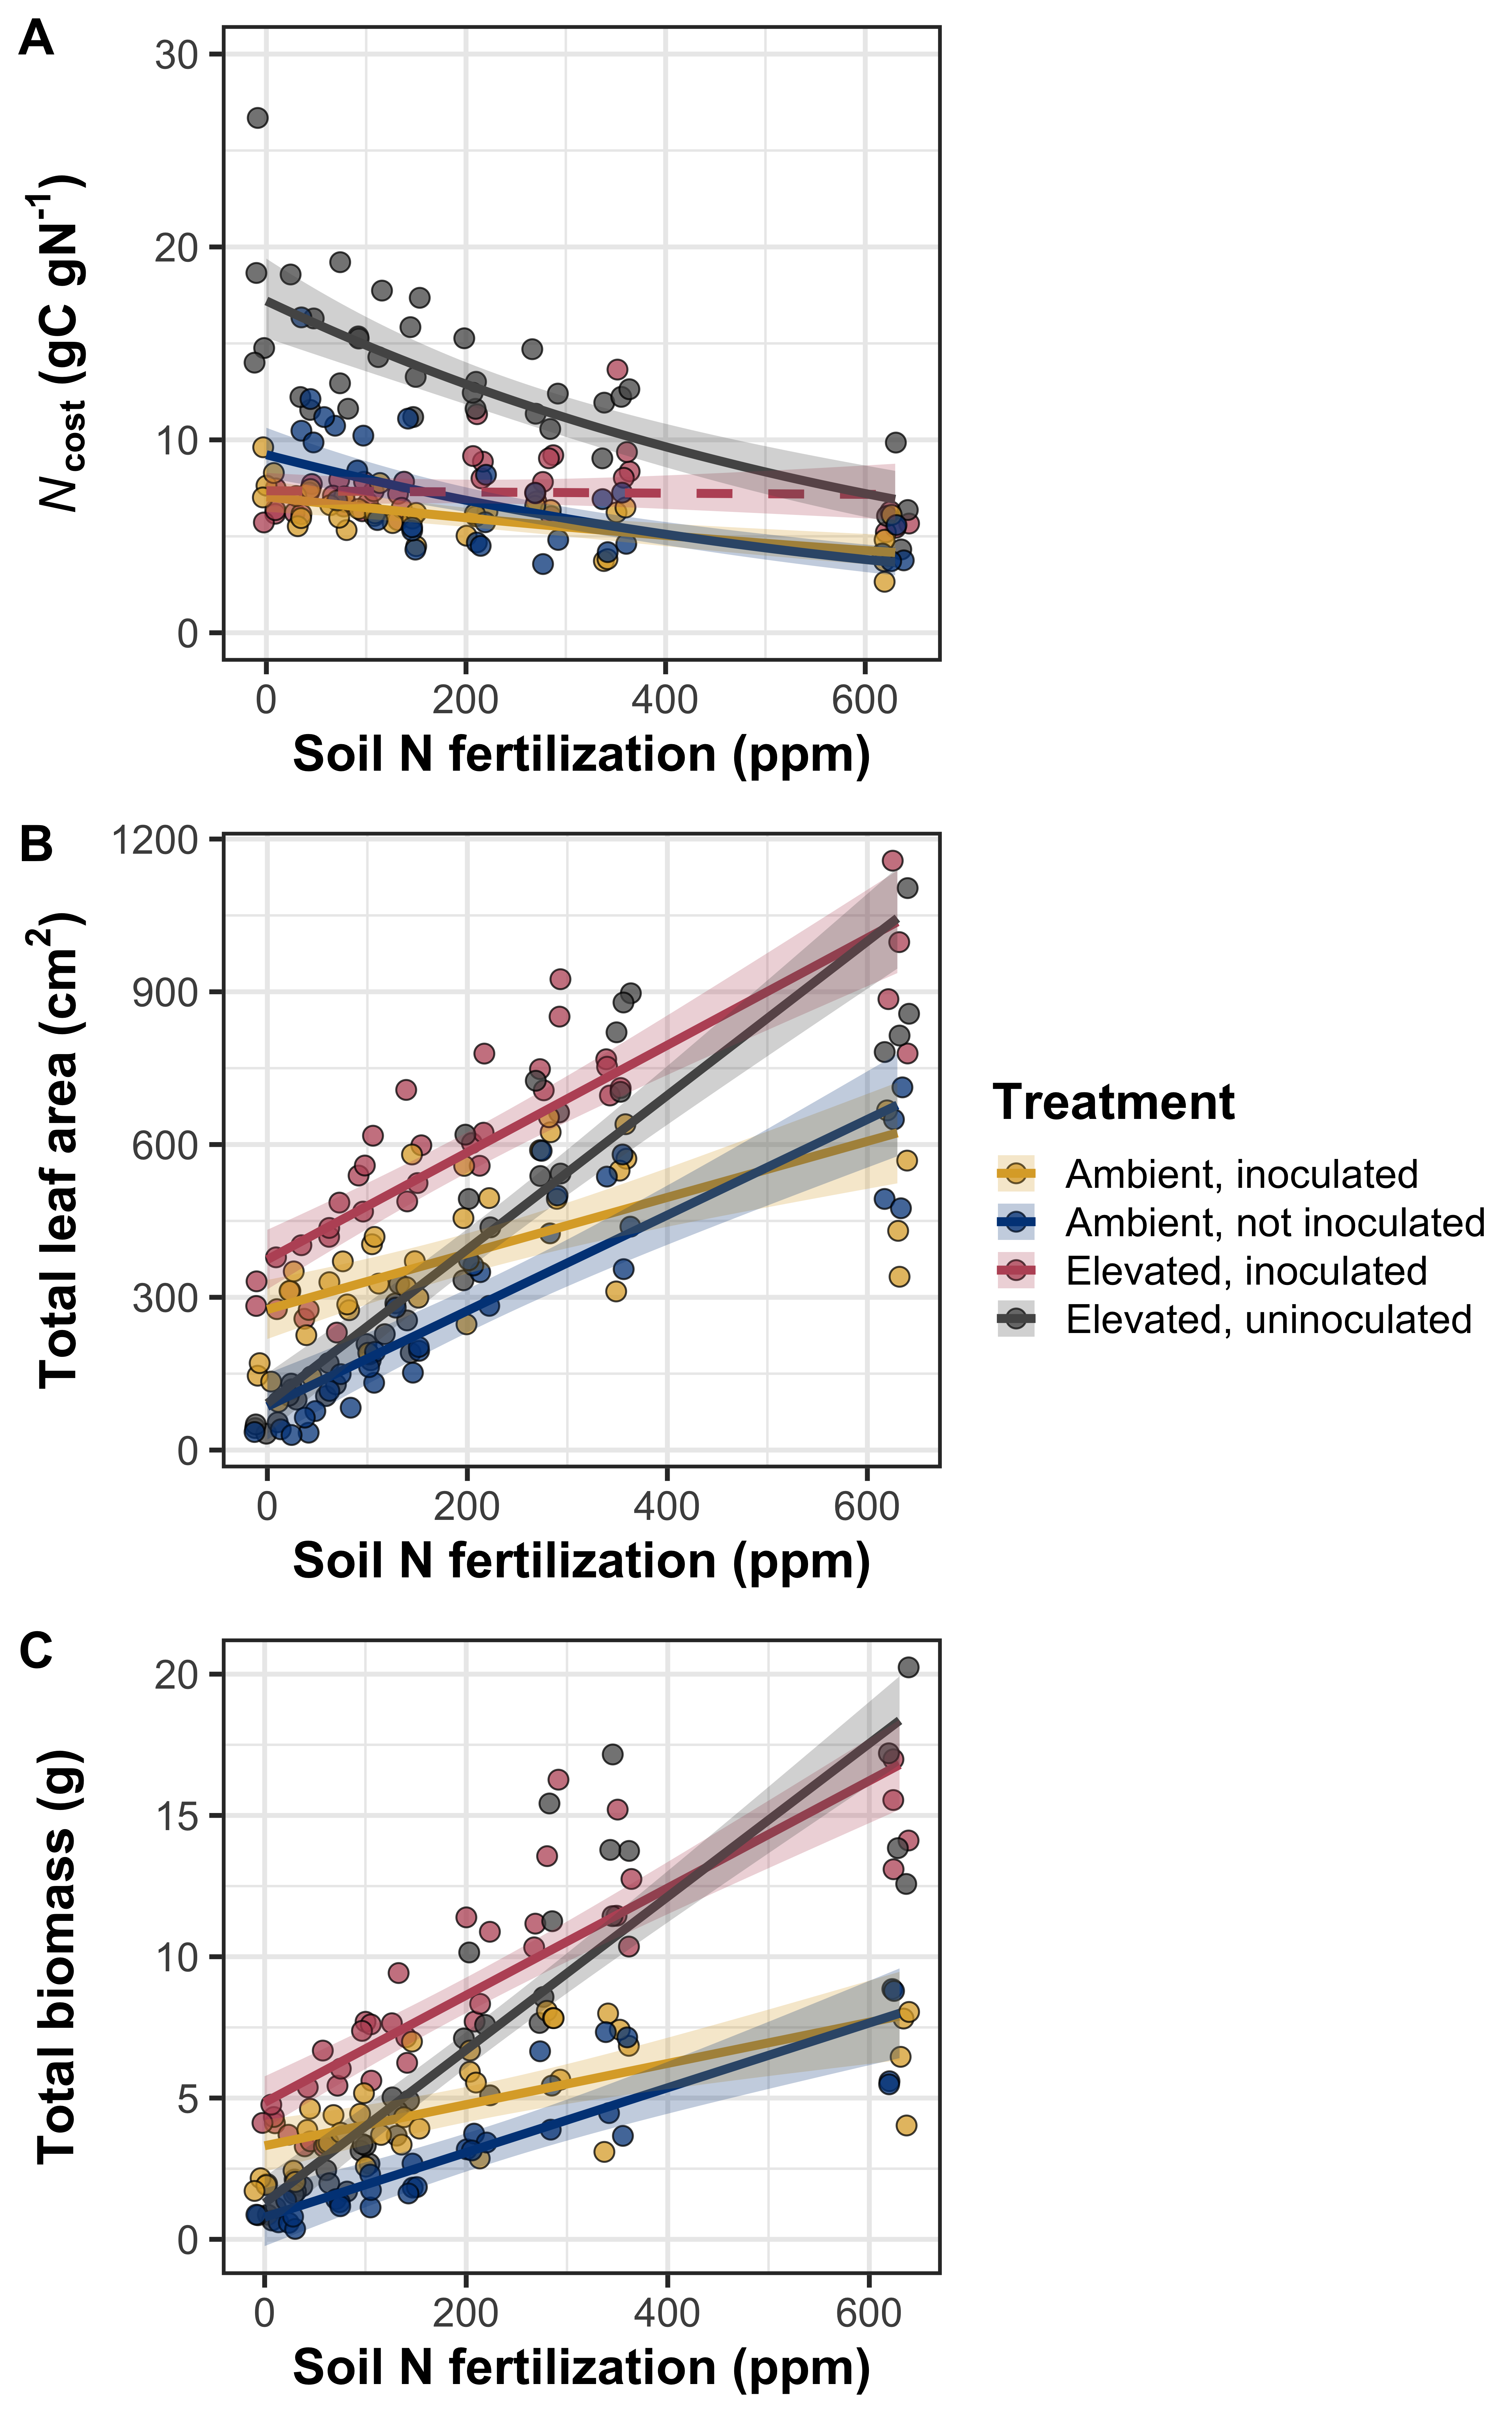 A
30
20
10
0
N cost (gC gN-1)
0 200 400 600
Soil N fertilization (ppm)
B
1200
900
600
300
0
Total leaf area (cm2)
0 200 400 600
Soil N fertilization (ppm)
Treatment
Ambient, inoculated
Ambient, not inoculated
Elevated, inoculated
Elevated, uninoculated
C
20
15
10
5
0
Total biomass (g)
0 200 400 600
Soil N fertilization (ppm)